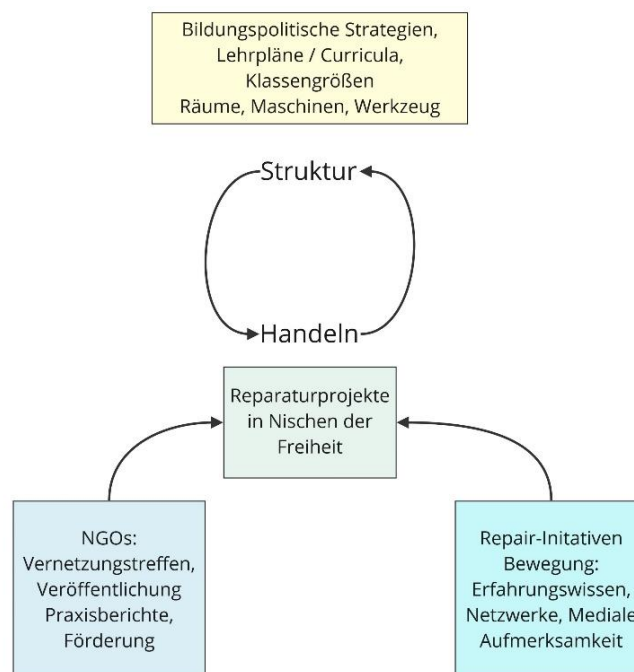 Bildungspolitische Strategien,
Lehrpläne / Curricula,
Klassengrößen
Räume, Maschinen, Werkzeug
Struktur
Handeln
Reparaturprojekte
in Nischen der
Freiheit
NGOs:
Vernetzungstreffen,
Veröffentlichung
Praxisberichte,
Förderung
Repair-Initativen
Bewegung:
Erfahrungswissen,
Netzwerke, Mediale
Aufmerksamkeit